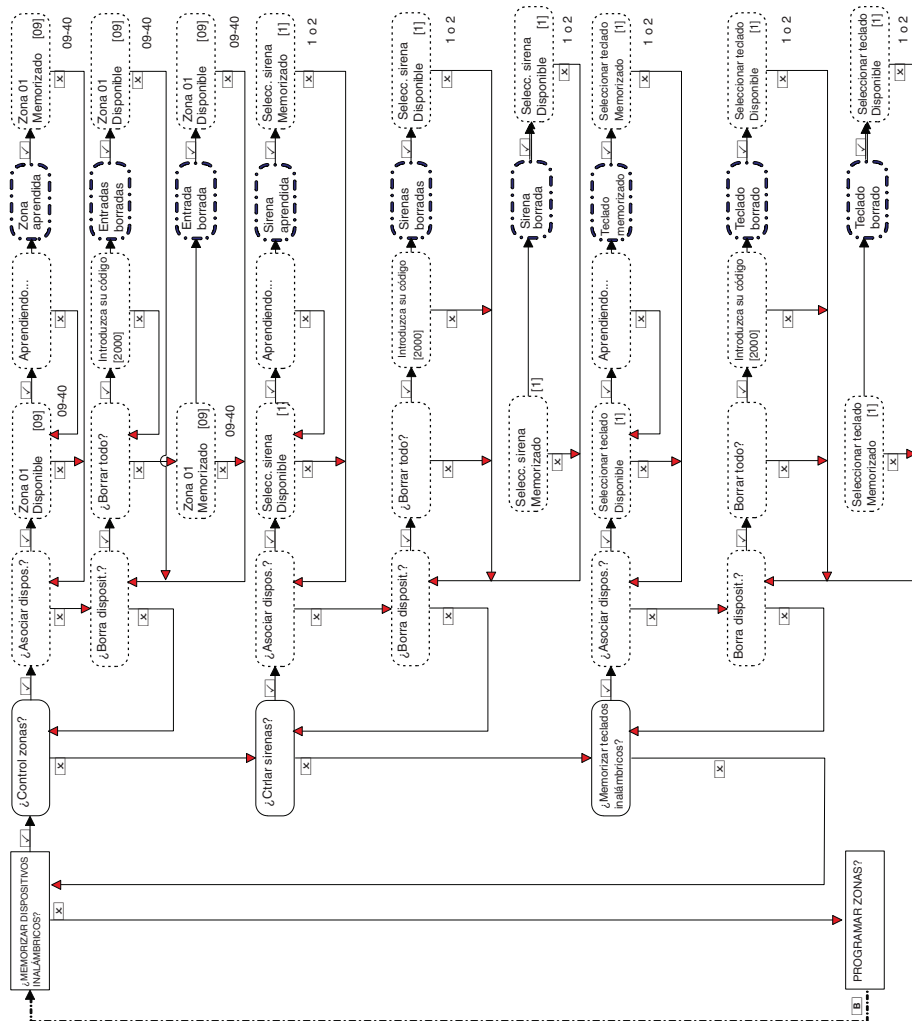 ¿MEMORIZAR DISPOSITIVOS
INALÁMBRICOS?
✓
x
¿Control zonas?
✓
x
¿Asociar dispos.?
✓
x
Zona 01 [09]
Disponible
09-40
✓
x
Aprendiendo...
x
Zona
aprendida
✓
Zona 01 [09]
Memorizado
09-40
x
¿Borra disposit.?
✓
x
¿Borrar todo?
✓
x
Introduzca su código
[2000]
x
Entradas
borradas
✓
Zona 01 [09]
Disponible
09-40
x
Zona 01 [09]
Memorizado
09-40
x
Entrada
borrada
✓
Zona 01 [09]
Disponible
09-40
x
¿Ctrlar sirenas?
✓
x
¿Asociar dispos.?
✓
x
Selecc. sirena [1]
Disponible
✓
x
Aprendiendo...
x
Sirena
aprendida
✓
Selecc. sirena [1]
Memorizado
1 o 2
x
¿Borra disposit.?
✓
x
¿Borrar todo?
✓
x
Introduzca su código
[2000]
x
Sirenas
borradas
✓
Selecc. sirena [1]
Disponible
1 o 2
x
Selecc. sirena
Memorizado [1]
x
Sirena
borrada
✓
Selecc. sirena [1]
Disponible
1 o 2
x
¿Memorizar teclados
inalámbricos?
✓
x
¿Asociar dispos.?
✓
x
Seleccionar teclado
Disponible [1]
✓
x
Aprendiendo...
x
Teclado
memorizado
✓
Seleccionar teclado
Memorizado [1]
1 o 2
x
Borra disposit.?
✓
x
Borrar todo?
✓
x
Introduzca su código
[2000]
x
Teclado
borrado
✓
Seleccionar teclado
Disponible [1]
1 o 2
x
Seleccionar teclado
Memorizado [1]
x
Teclado
borrado
✓
Seleccionar teclado
Disponible [1]
1 o 2
x
PROGRAMAR ZONAS?
B